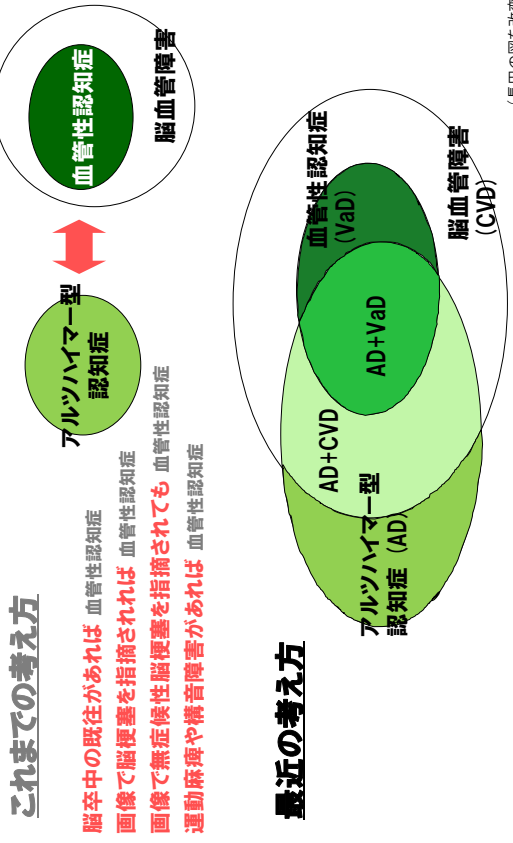 これまでの考え方
脳卒中の既往があれば 血管性認知症
画像で脳梗塞を指摘されれば 血管性認知症
画像で無症候性脳梗塞を指摘されても 血管性認知症
運動麻痺や構音障害があれば 血管性認知症
アルツハイマー型
認知症
血管性認知症
脳血管障害
最近の考え方
アルツハイマー型
認知症（AD）
AD+CVD
AD+VaD
血管性認知症
（VaD）
脳血管障害
（CVD）